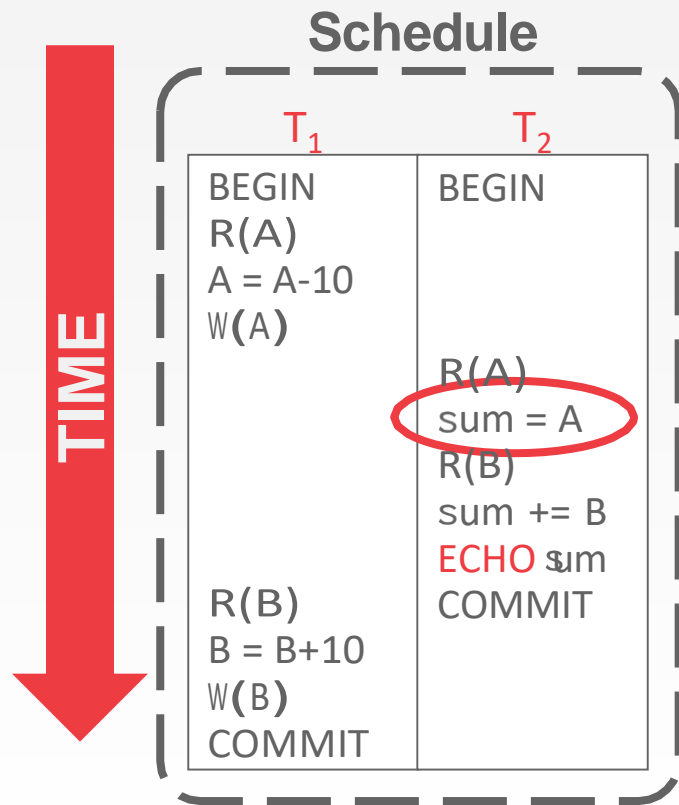 Schedule
TIME
T₁ T₂
BEGIN BEGIN
R(A)
A = A-10
W(A)
R(A)
sum = A
R(B)
sum += B
ECHO sum
R(B) COMMIT
B = B+10
W(B)
COMMIT